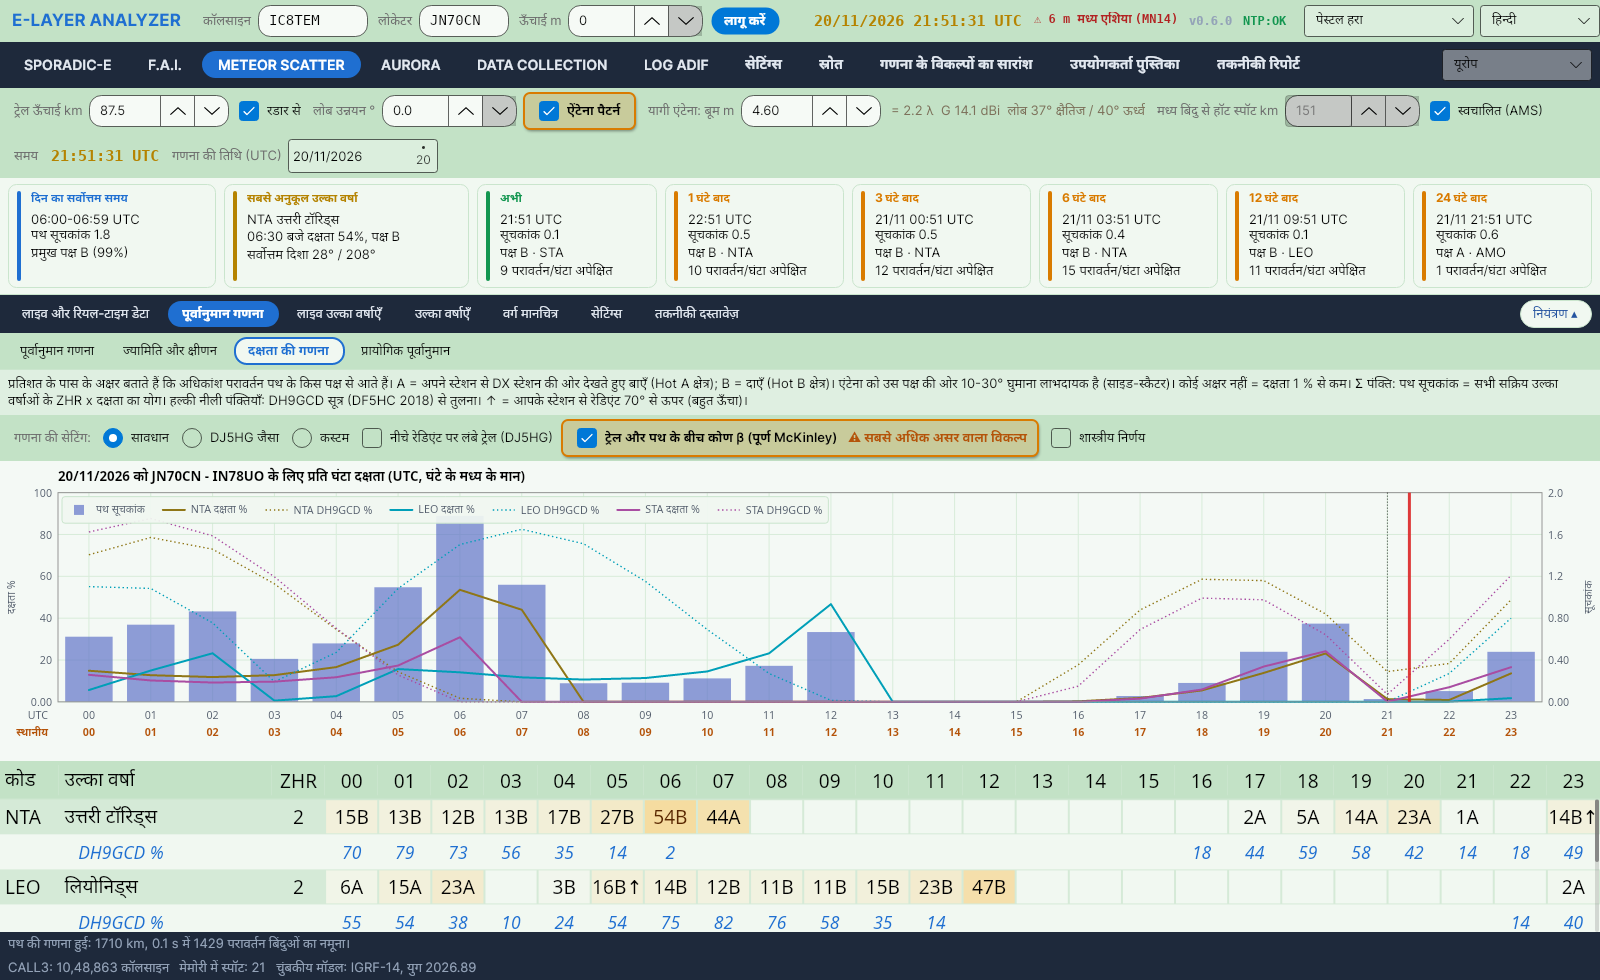 E-LAYER ANALYZER कॉलसाइन IC8TEM लोकेटर JN70CN ऊँचाई m 0 लागू करें 20/11/2026 21:51:31 UTC ⚠ 6 m मध्य एशिया (MN14) v0.6.0 NTP:OK पेस्टल हरा हिन्दी
SPORADIC-E F.A.I. METEOR SCATTER AURORA DATA COLLECTION LOG ADIF सेटिंग्स स्रोत गणना के विकल्पों का सारांश उपयोगकर्ता पुस्तिका तकनीकी रिपोर्ट यूरोप
ट्रेल ऊँचाई km 87.5 रडार से लोब उन्नयन ° 0.0 ऐंटेना पैटर्न यागी एंटेना: बूम m 4.60 = 2.2 λ G 14.1 dBi लोब 37° क्षैतिज / 40° ऊर्ध्व मध्य बिंदु से हॉट स्पॉट km 151 स्वचालित (AMS)
समय 21:51:31 UTC गणना की तिथि (UTC) 20/11/2026 20
दिन का सर्वोत्तम समय
06:00-06:59 UTC
पथ सूचकांक 1.8
प्रमुख पक्ष B (99%)
सबसे अनुकूल उल्का वर्षा
NTA उत्तरी टॉरिड्स
06:30 बजे दक्षता 54%, पक्ष B
सर्वोत्तम दिशा 28° / 208°
अभी
21:51 UTC
सूचकांक 0.1
पक्ष B · STA
9 परावर्तन/घंटा अपेक्षित
1 घंटे बाद
22:51 UTC
सूचकांक 0.5
पक्ष B · NTA
10 परावर्तन/घंटा अपेक्षित
3 घंटे बाद
21/11 00:51 UTC
सूचकांक 0.5
पक्ष B · NTA
12 परावर्तन/घंटा अपेक्षित
6 घंटे बाद
21/11 03:51 UTC
सूचकांक 0.4
पक्ष B · NTA
15 परावर्तन/घंटा अपेक्षित
12 घंटे बाद
21/11 09:51 UTC
सूचकांक 0.1
पक्ष B · LEO
11 परावर्तन/घंटा अपेक्षित
24 घंटे बाद
21/11 21:51 UTC
सूचकांक 0.6
पक्ष A · AMO
1 परावर्तन/घंटा अपेक्षित
लाइव और रियल-टाइम डेटा पूर्वानुमान गणना लाइव उल्का वर्षाएँ उल्का वर्षाएँ वर्ग मानचित्र सेटिंग्स तकनीकी दस्तावेज़ नियंत्रण ▴
पूर्वानुमान गणना ज्यामिति और क्षीणन दक्षता की गणना प्रायोगिक पूर्वानुमान
प्रतिशत के पास के अक्षर बताते हैं कि अधिकांश परावर्तन पथ के किस पक्ष से आते हैं। A = अपने स्टेशन से DX स्टेशन की ओर देखते हुए बाएँ (Hot A क्षेत्र); B = दाएँ (Hot B क्षेत्र)। एंटेना को उस पक्ष की ओर 10-30° घुमाना लाभदायक है (साइड-स्कैटर)। कोई अक्षर नहीं = दक्षता 1 % से कम। Σ पंक्ति: पथ सूचकांक = सभी सक्रिय उल्का
वर्षाओं के ZHR x दक्षता का योग। हल्की नीली पंक्तियाँ: DH9GCD सूत्र (DF5HC 2018) से तुलना। ↑ = आपके स्टेशन से रेडिएंट 70° से ऊपर (बहुत ऊँचा)।
गणना की सेटिंग: सावधान DJ5HG जैसा कस्टम नीचे रेडिएंट पर लंबे ट्रेल (DJ5HG) ट्रेल और पथ के बीच कोण β (पूर्ण McKinley) ⚠ सबसे अधिक असर वाला विकल्प शास्त्रीय निर्णय
20/11/2026 को JN70CN - IN78UO के लिए प्रति घंटा दक्षता (UTC, घंटे के मध्य के मान)
पथ सूचकांक NTA दक्षता % NTA DH9GCD % LEO दक्षता % LEO DH9GCD % STA दक्षता % STA DH9GCD %
दक्षता %
100
80
60
40
20
0.00
2.0
1.6
1.2
0.80
0.40
0.00
सूचकांक
UTC 00 01 02 03 04 05 06 07 08 09 10 11 12 13 14 15 16 17 18 19 20 21 22 23
स्थानीय 00 01 02 03 04 05 06 07 08 09 10 11 12 13 14 15 16 17 18 19 20 21 22 23
कोड उल्का वर्षा ZHR 00 01 02 03 04 05 06 07 08 09 10 11 12 13 14 15 16 17 18 19 20 21 22 23
NTA उत्तरी टॉरिड्स 2 15B 13B 12B 13B 17B 27B 54B 44A 2A 5A 14A 23A 1A 14B↑
DH9GCD % 70 79 73 56 35 14 2 18 44 59 58 42 14 18 49
LEO लियोनिड्स 2 6A 15A 23A 3B 16B↑ 14B 12B 11B 11B 15B 23B 47B 2A
DH9GCD % 55 54 38 10 24 54 75 82 76 58 35 14 14 40
पथ की गणना हुई: 1710 km, 0.1 s में 1429 परावर्तन बिंदुओं का नमूना।
CALL3: 10,48,863 कॉलसाइन मेमोरी में स्पॉट: 21 चुंबकीय मॉडल: IGRF-14, युग 2026.89